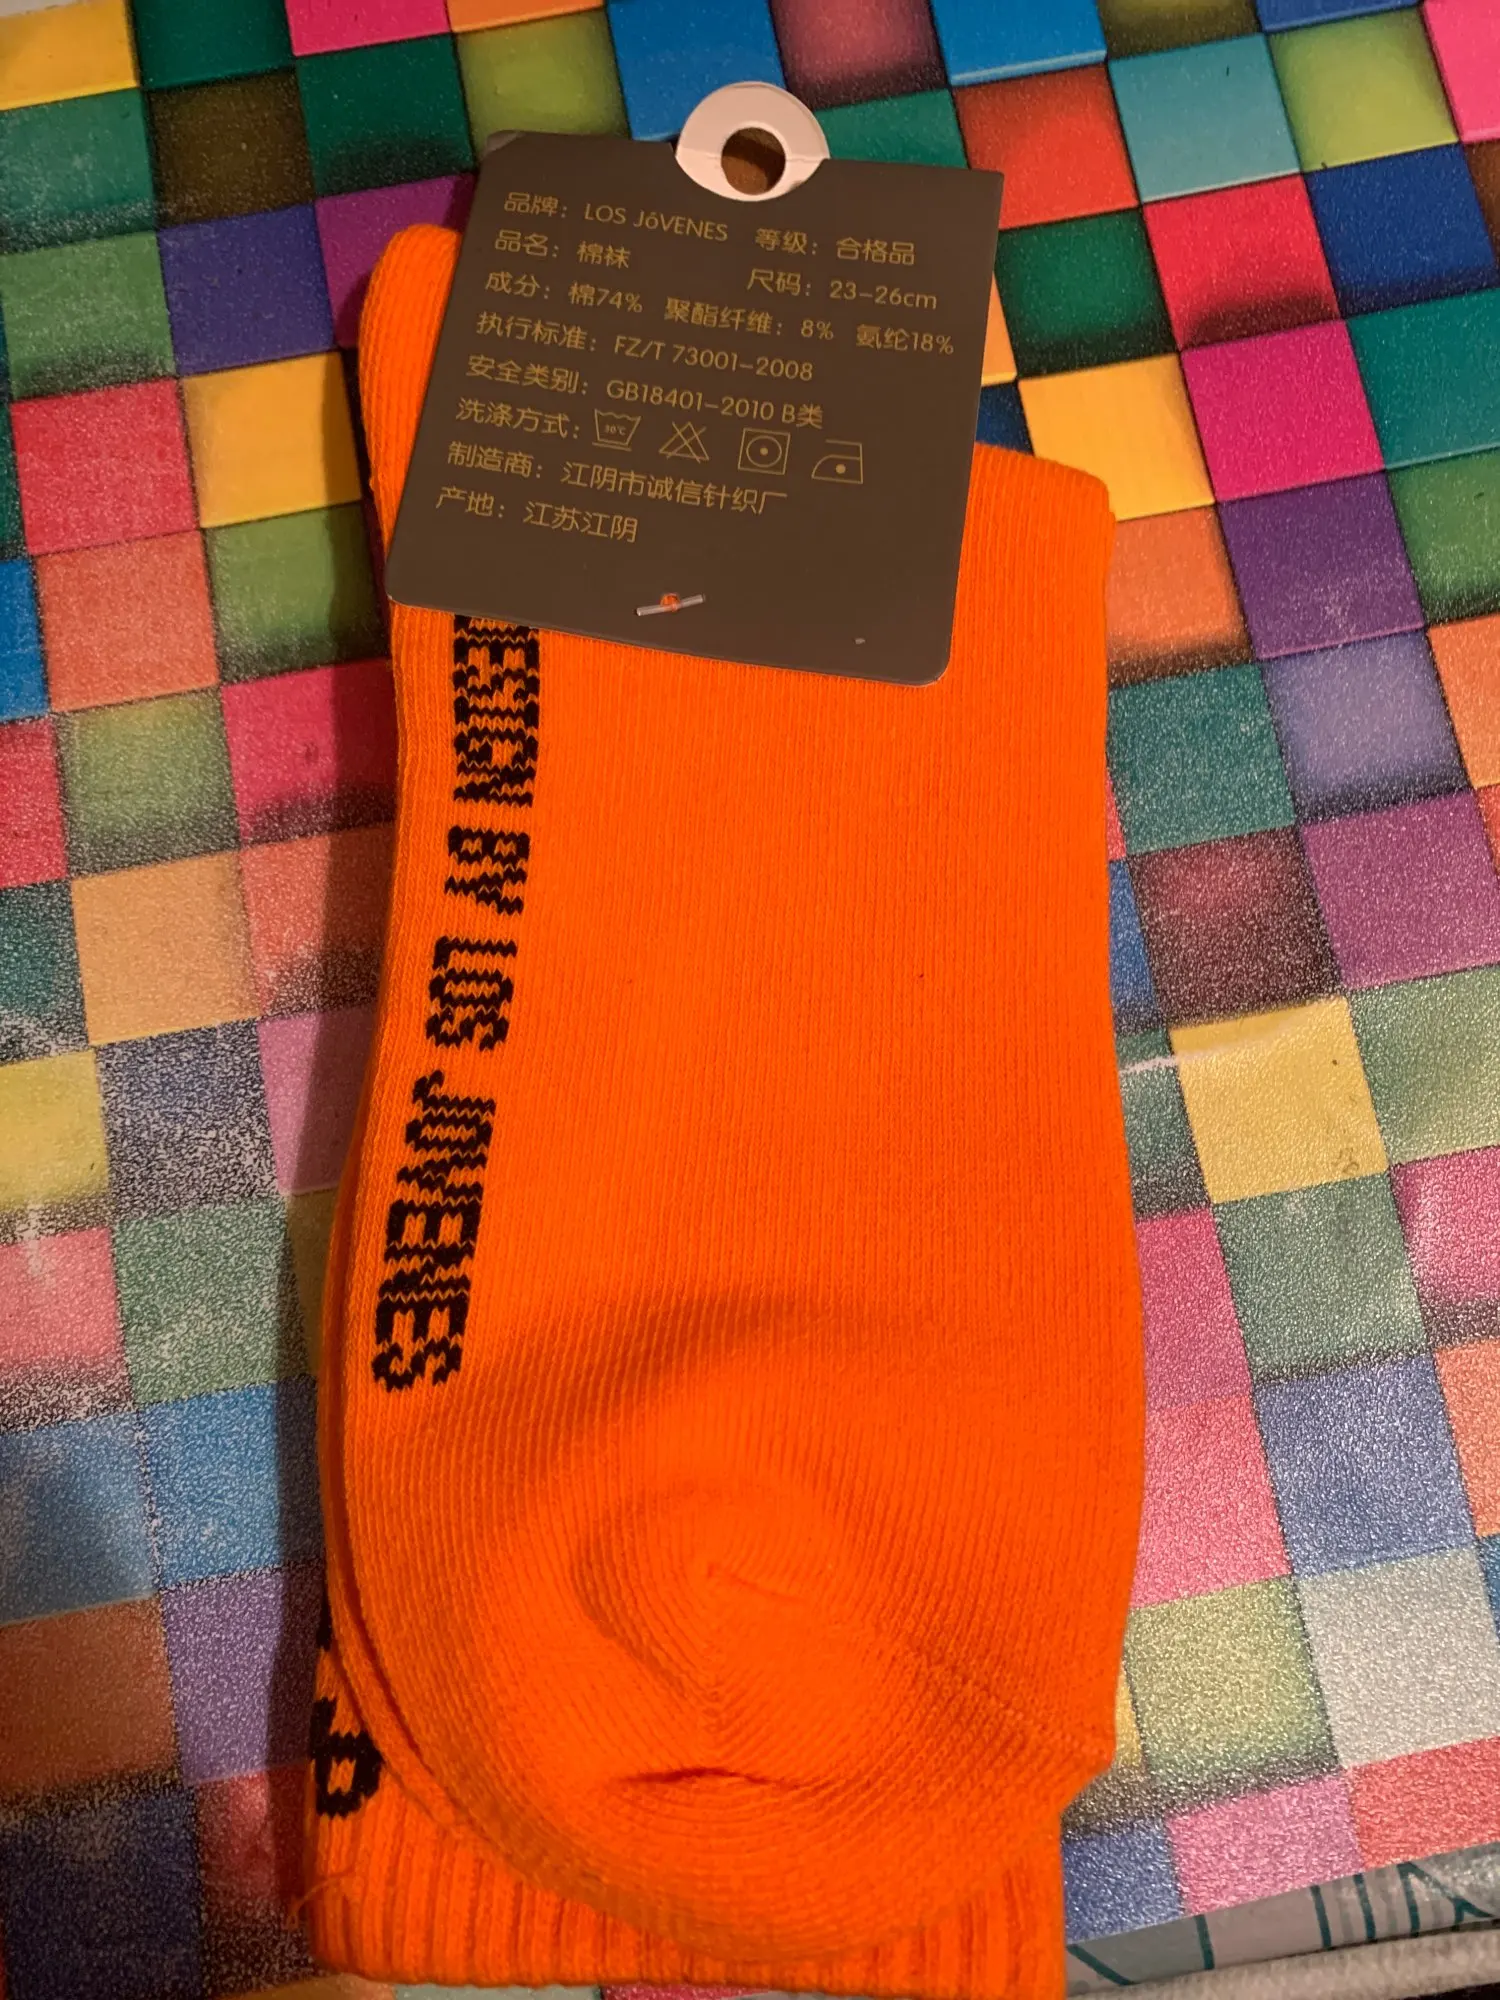 品牌：LOS JóVENES 等级：合格品
品名：棉袜 尺码：23-26cm
成分：棉74% 聚酯纤维：8% 氨纶18%
执行标准：FZ/T 73001-2008
安全类别：GB18401-2010 B类
洗涤方式：30℃
制造商：江阴市诚信针织厂
产地：江苏江阴
ESIGN BY LOS JOVENES